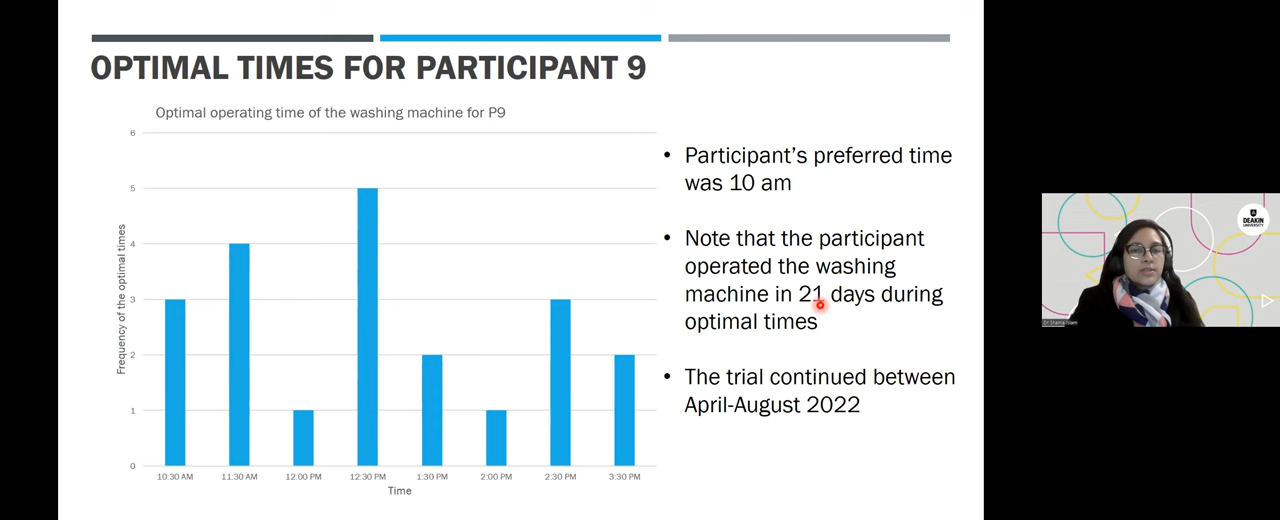 OPTIMAL TIMES FOR PARTICIPANT 9
Optimal operating time of the washing machine for P9
Frequency of the optimal times
6
5
4
3
2
1
0
10:30 AM 11:30 AM 12:00 PM 12:30 PM 1:30 PM 2:00 PM 2:30 PM 3:30 PM
Time
• Participant's preferred time
was 10 am
• Note that the participant
operated the washing
machine in 21 days during
optimal times
• The trial continued between
April-August 2022
DEAKIN
UNIVERSITY
Dr Shama Islam